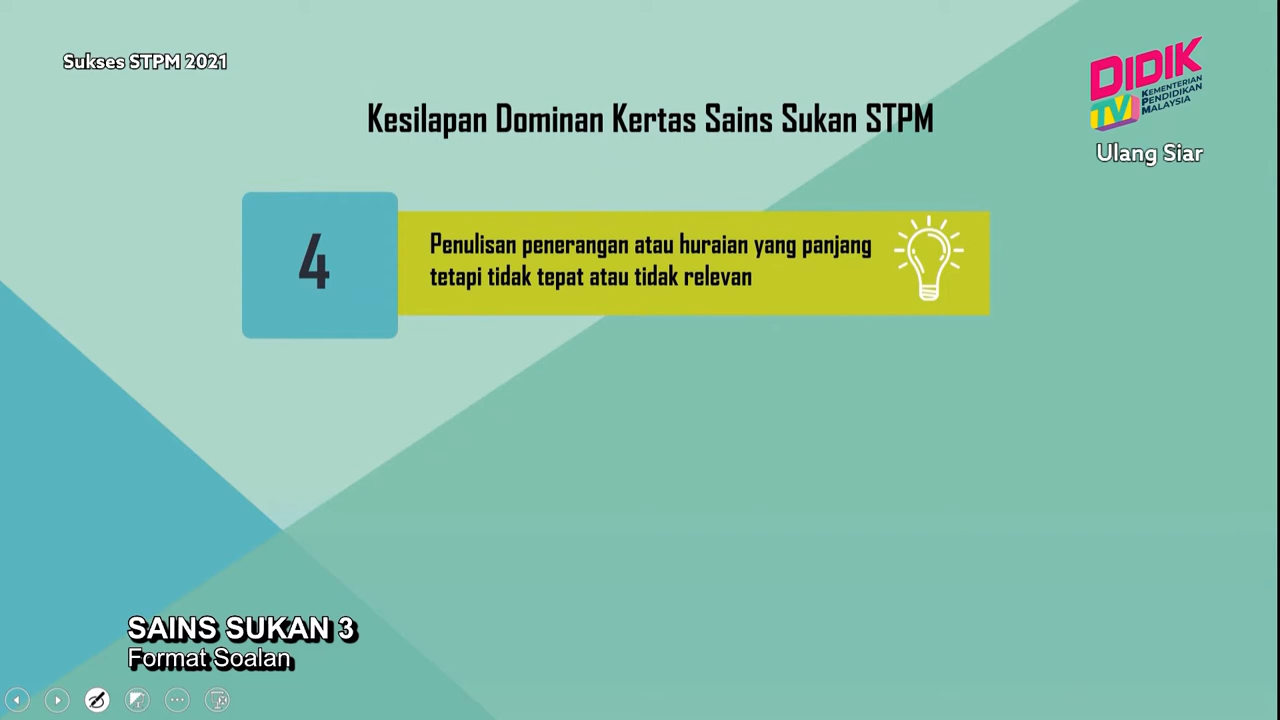 Sukses STPM 2021
DIDIK
TV
KEMENTERIAN
PENDIDIKAN
MALAYSIA
Ulang Siar
Kesilapan Dominan Kertas Sains Sukan STPM
4
Penulisan penerangan atau huraian yang panjang
tetapi tidak tepat atau tidak relevan
SAINS SUKAN 3
Format Soalan